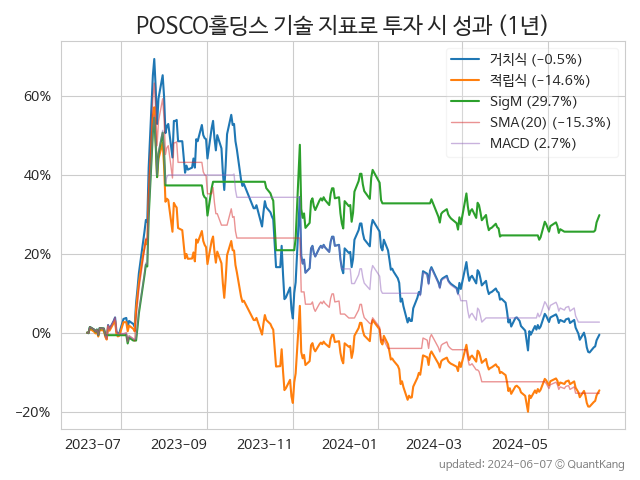 POSCO홀딩스 기술 지표로 투자 시 성과 (1년)
거치식 (−0.5%)
적립식 (−14.6%)
SigM (29.7%)
SMA(20) (−15.3%)
MACD (2.7%)
60%
40%
20%
0%
−20%
2023-07 2023-09 2023-11 2024-01 2024-03 2024-05
updated: 2024-06-07 ⓒ QuantKang